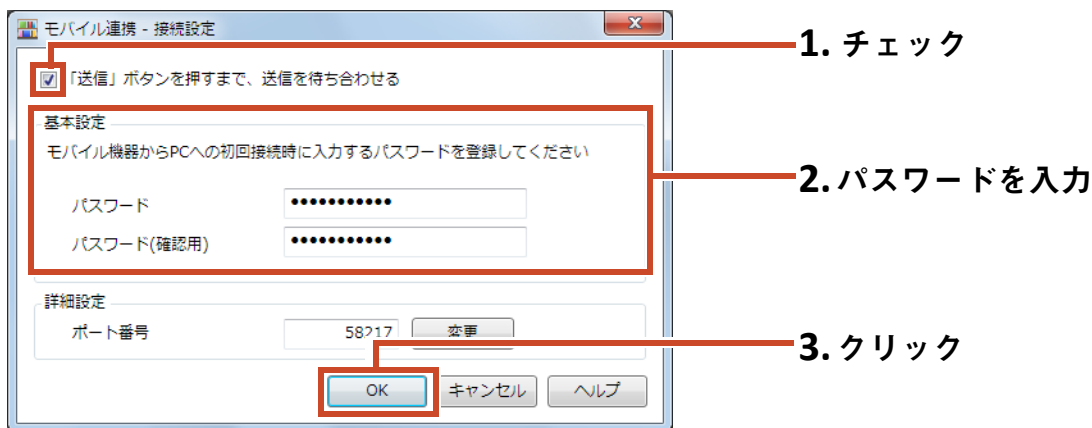 モバイル連携 - 接続設定
1. チェック
「送信」ボタンを押すまで、送信を待ち合わせる
基本設定
モバイル機器からPCへの初回接続時に入力するパスワードを登録してください
2. パスワードを入力
パスワード ●●●●●●●●●●●
パスワード(確認用) ●●●●●●●●●●●
詳細設定
ポート番号 58217 変更
3. クリック
OK キャンセル ヘルプ